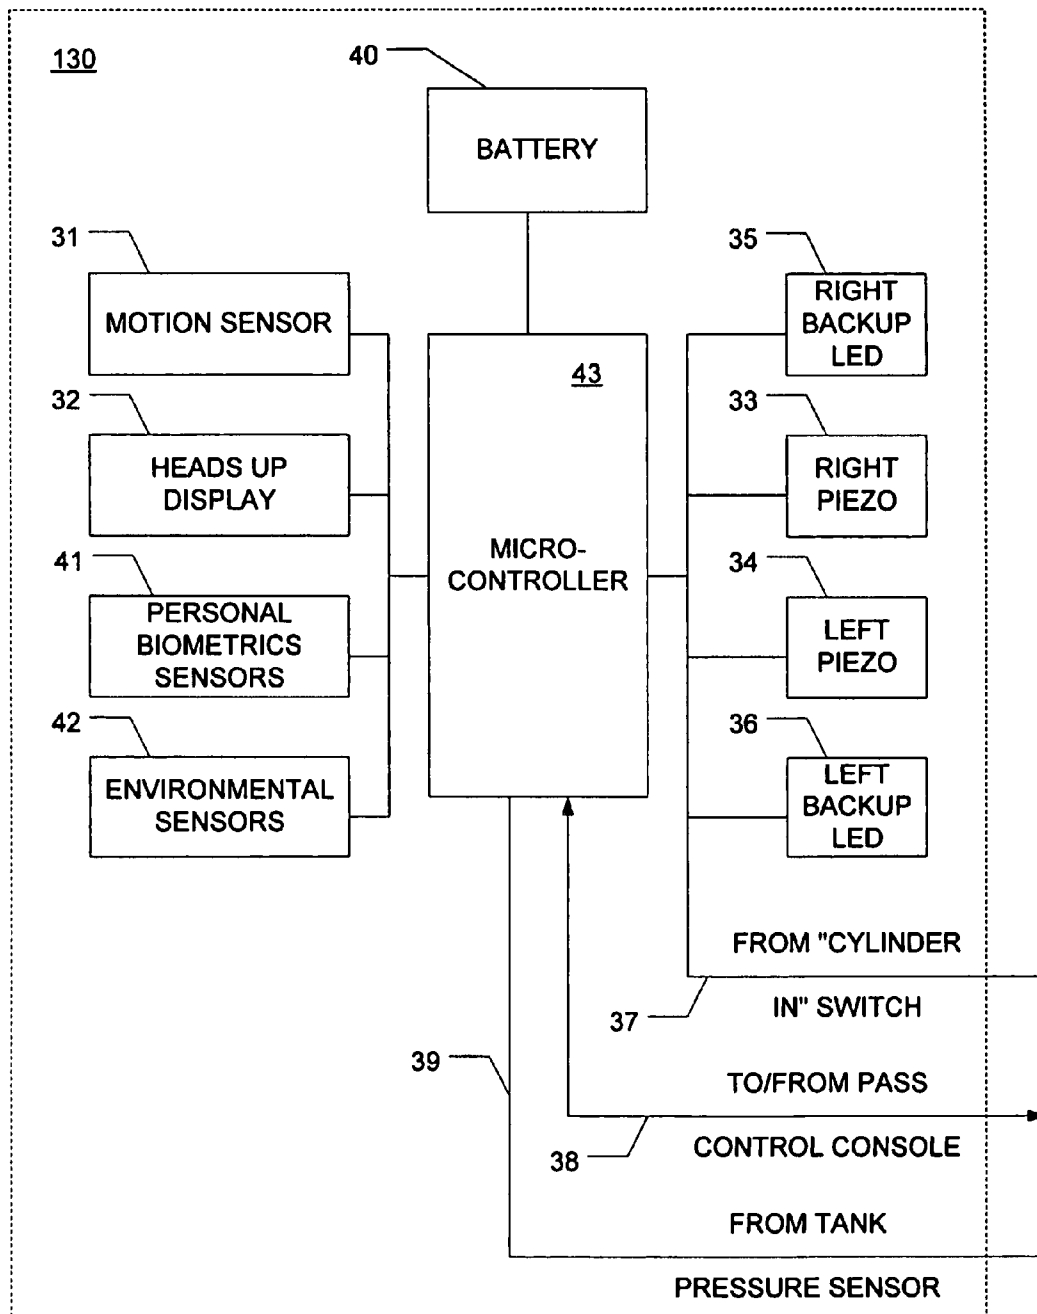 130
40
BATTERY
31
MOTION SENSOR
35
RIGHT
BACKUP
LED
43
32
HEADS UP
DISPLAY
33
RIGHT
PIEZO
MICRO-
CONTROLLER
41
PERSONAL
BIOMETRICS
SENSORS
34
LEFT
PIEZO
42
ENVIRONMENTAL
SENSORS
36
LEFT
BACKUP
LED
FROM "CYLINDER
IN" SWITCH
37
39
TO/FROM PASS
CONTROL CONSOLE
38
FROM TANK
PRESSURE SENSOR